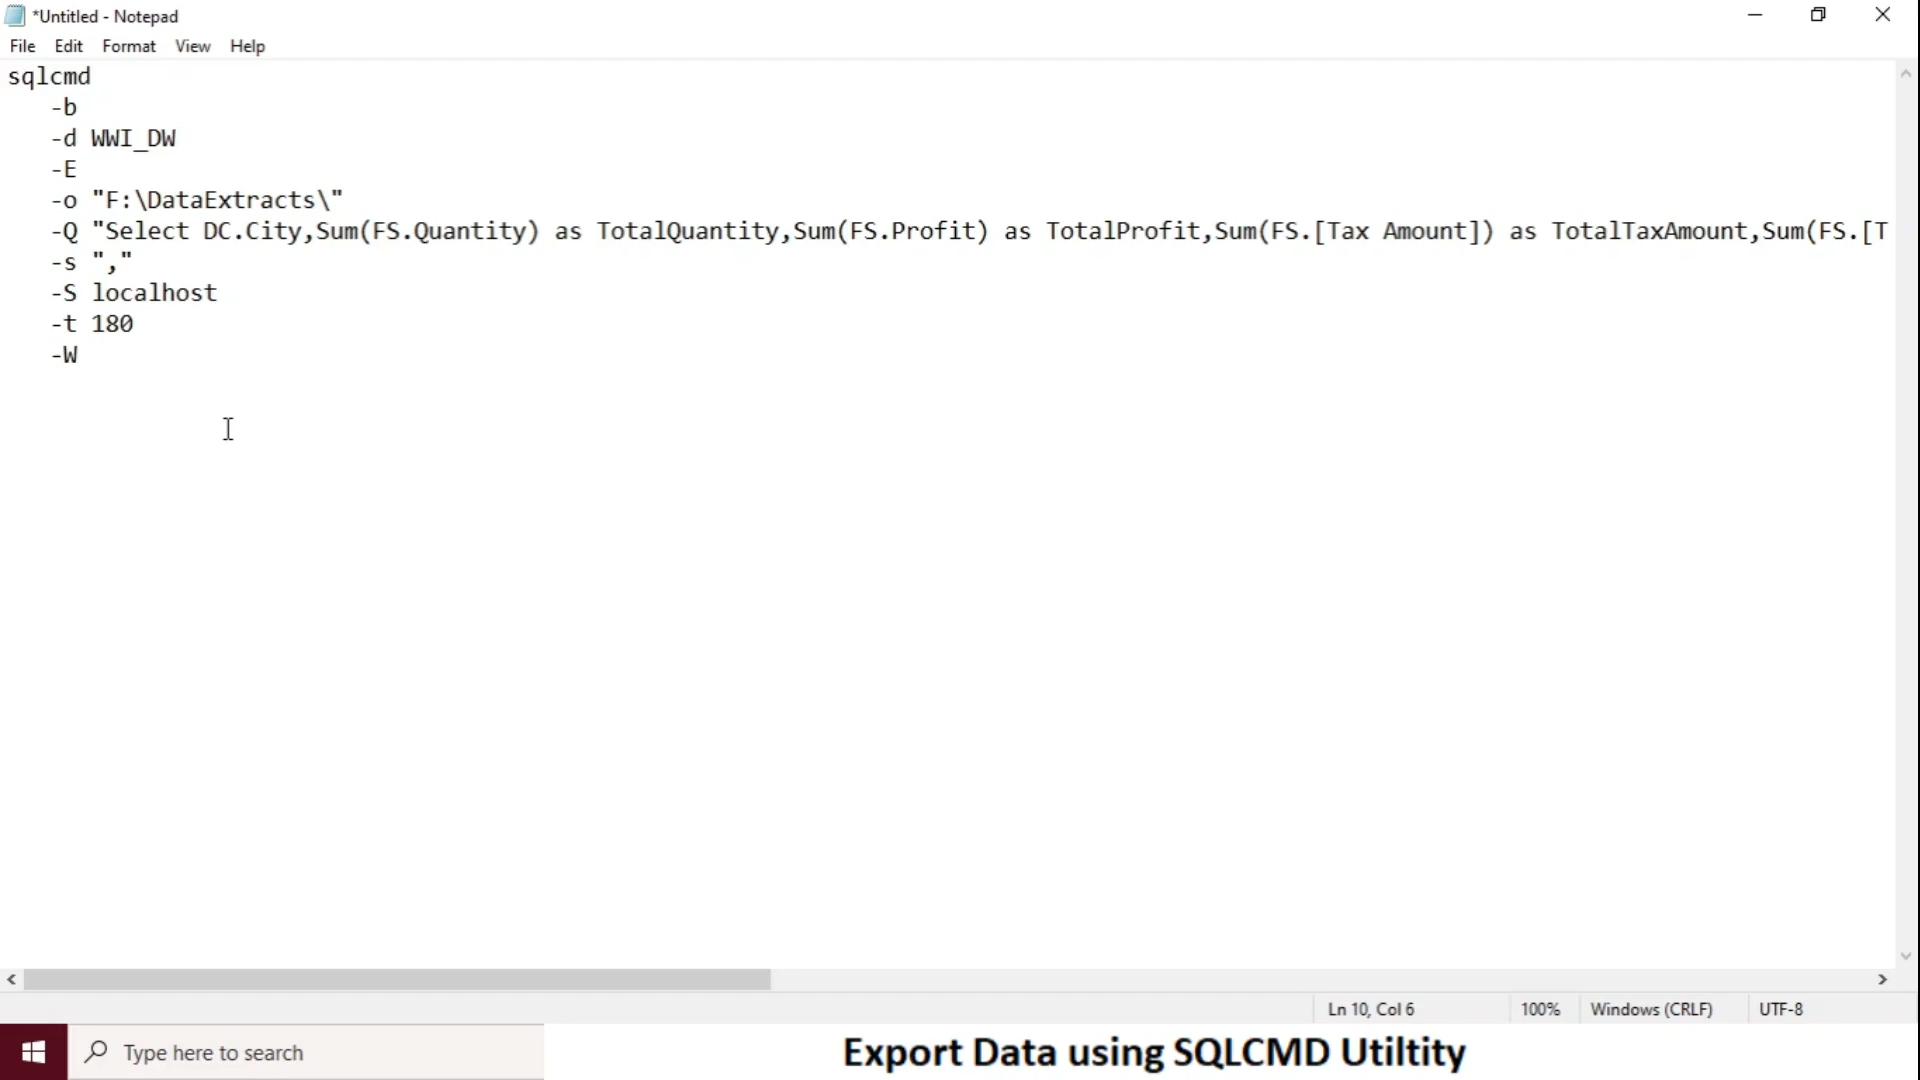 *Untitled - Notepad
File Edit Format View Help
sqlcmd
-b
-d WWI_DW
-E
-o "F:\DataExtracts\"
-Q "Select DC.City,Sum(FS.Quantity) as TotalQuantity,Sum(FS.Profit) as TotalProfit,Sum(FS.[Tax Amount]) as TotalTaxAmount,Sum(FS.[T
-s ","
-S localhost
-t 180
-W
Ln 10, Col 6 100% Windows (CRLF) UTF-8
Type here to search
Export Data using SQLCMD Utiltity